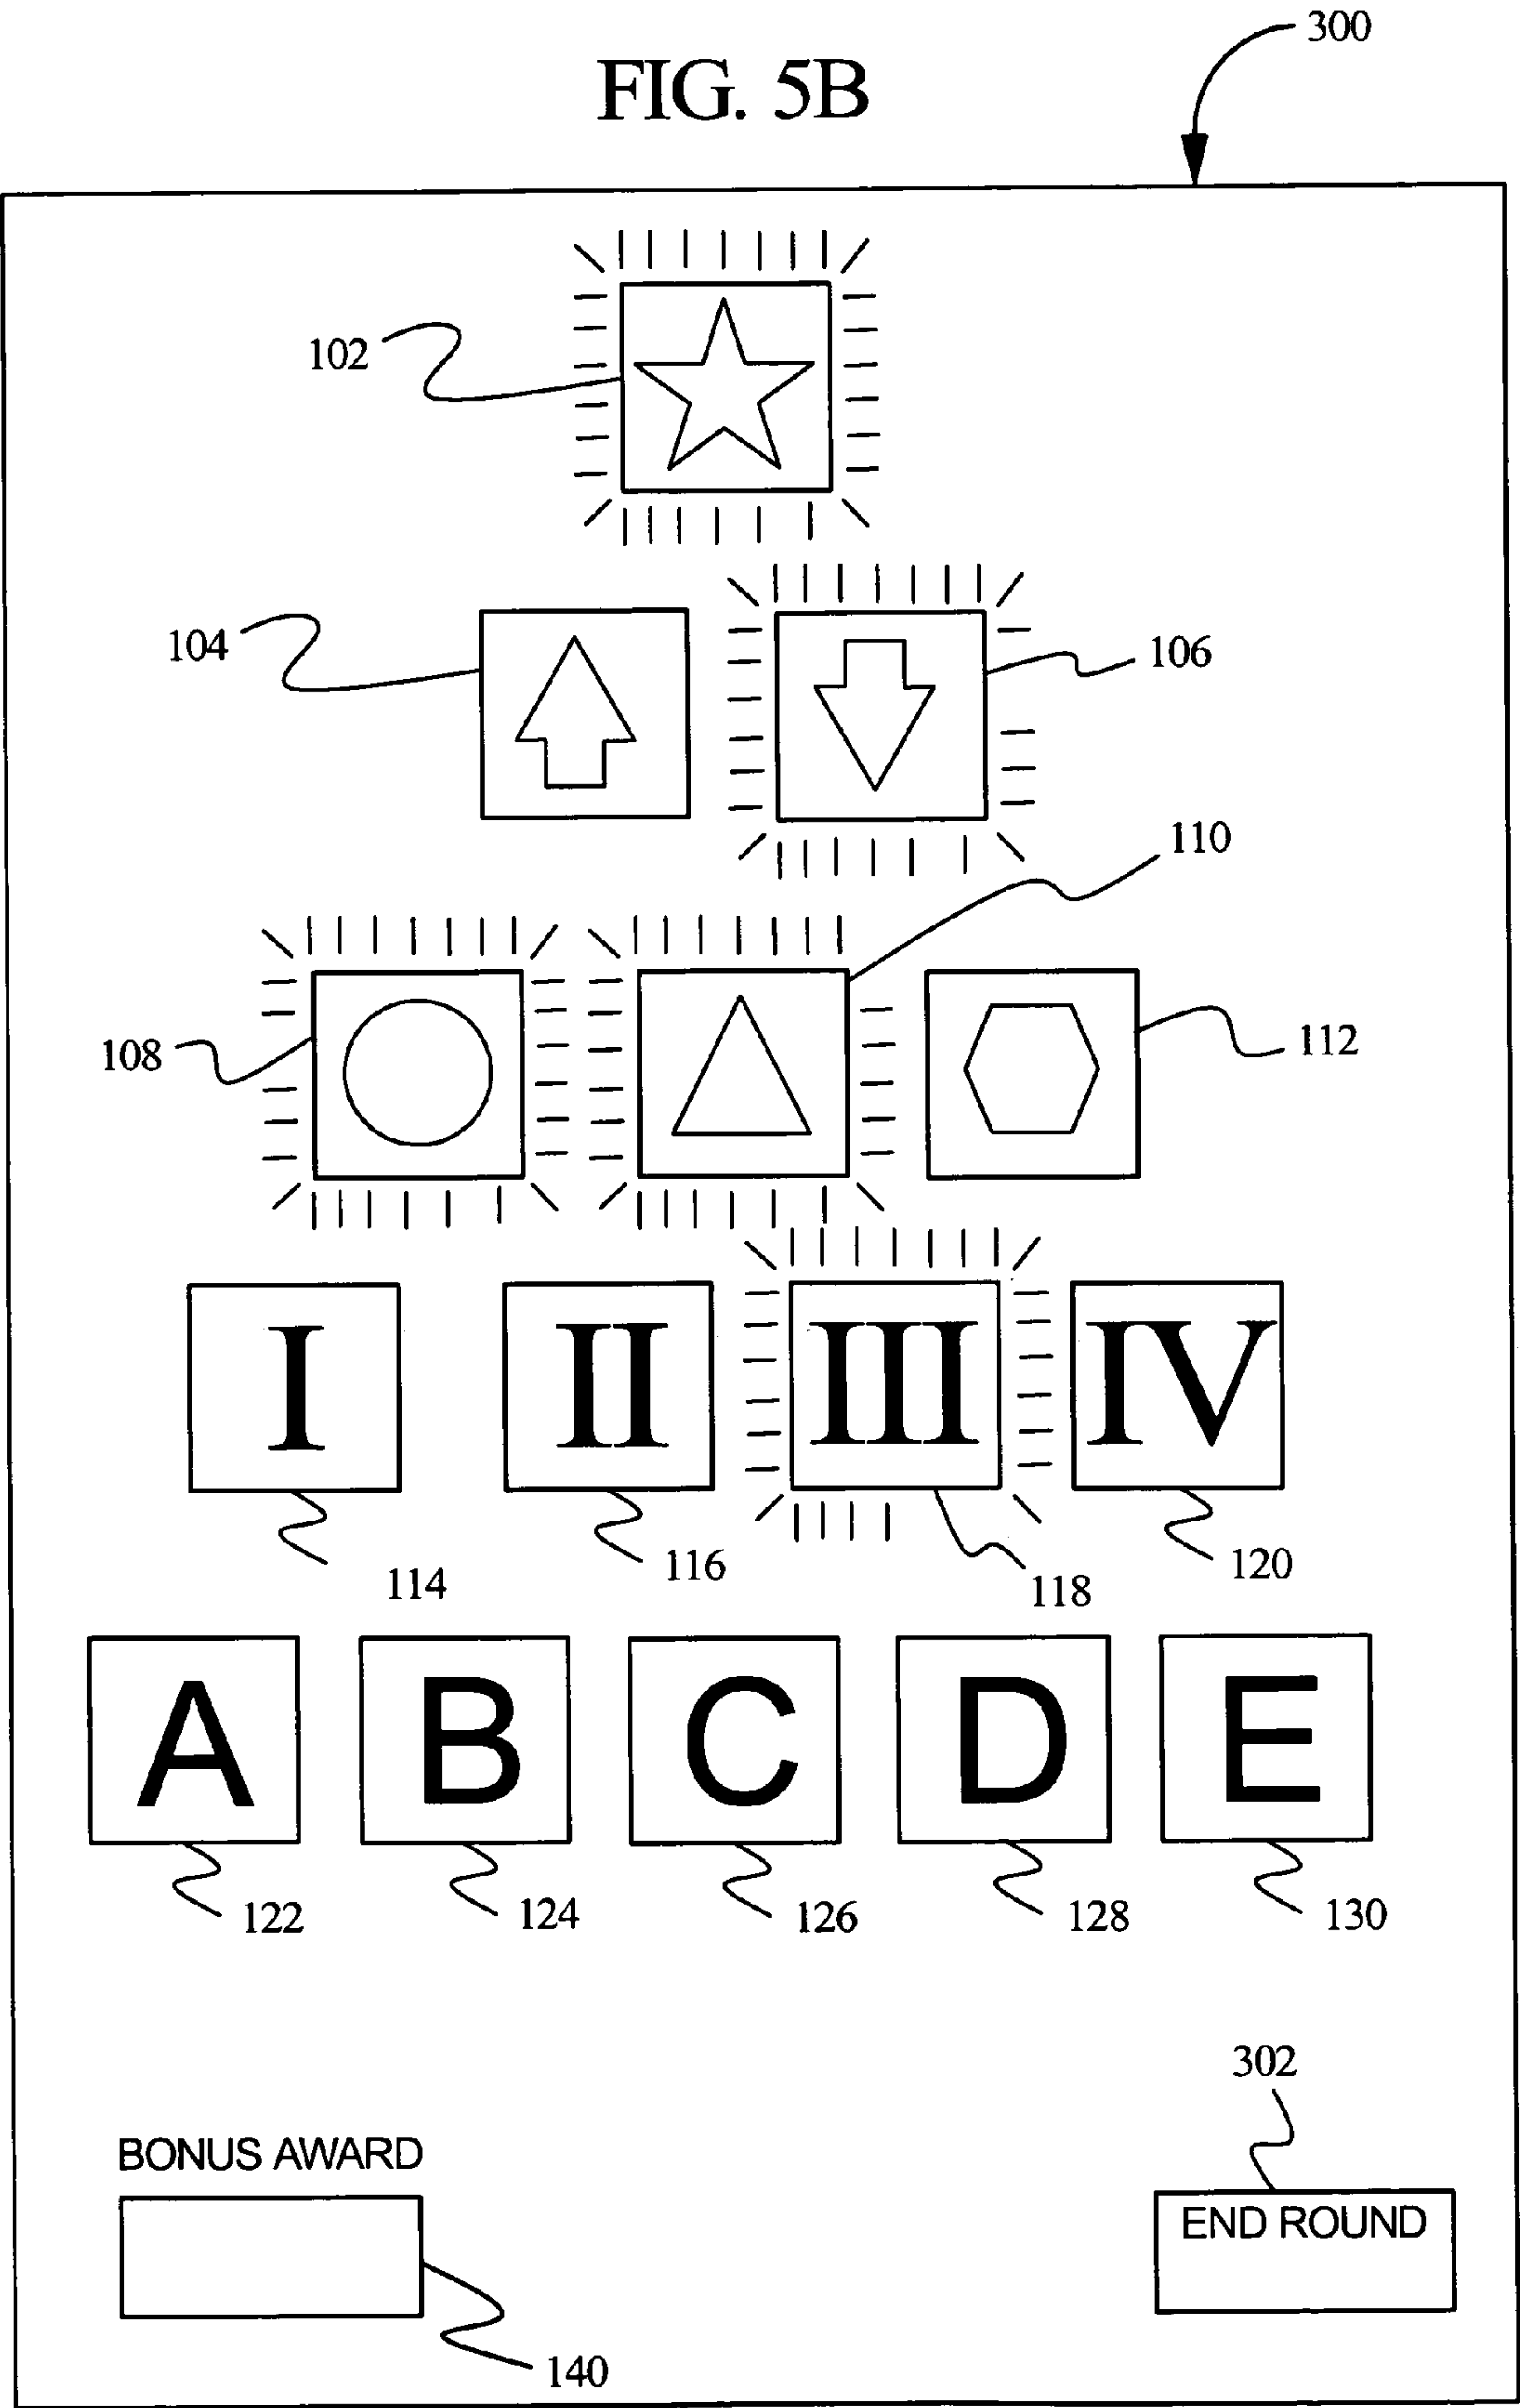 300
FIG. 5B
102
104
106
110
108
112
I II III IV
114 116 118 120
A B C D E
122 124 126 128 130
302
BONUS AWARD
END ROUND
140